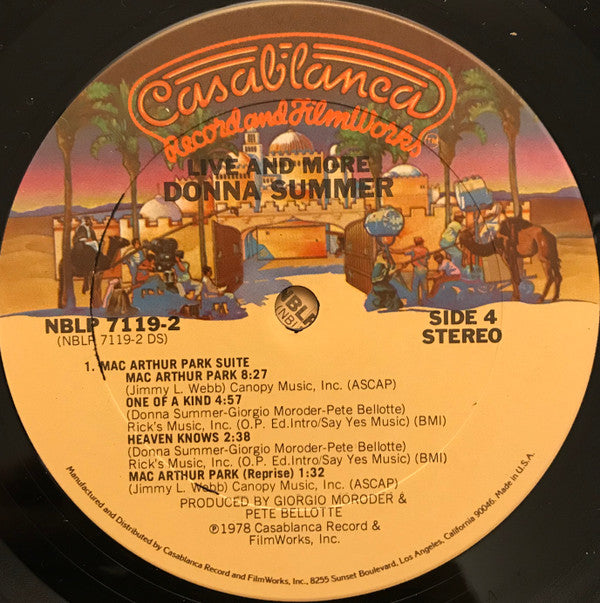 Casablanca
Record and FilmWorks
TM
LIVE AND MORE
DONNA SUMMER
NBLP 7119-2
(NBLP 7119-2 DS)
SIDE 4
STEREO
NBLP
(NBL
1. MAC ARTHUR PARK SUITE
MAC ARTHUR PARK 8:27
(Jimmy L. Webb) Canopy Music, Inc. (ASCAP)
ONE OF A KIND 4:57
(Donna Summer-Giorgio Moroder-Pete Bellotte)
Rick's Music, Inc. (O.P. Ed.Intro/Say Yes Music) (BMI)
HEAVEN KNOWS 2:38
(Donna Summer-Giorgio Moroder-Pete Bellotte)
Rick's Music, Inc. (O.P. Ed.Intro/Say Yes Music) (BMI)
MAC ARTHUR PARK (Reprise) 1:32
(Jimmy L. Webb) Canopy Music, Inc. (ASCAP)
PRODUCED BY GIORGIO MORODER &
PETE BELLOTTE
℗1978 Casablanca Record &
FilmWorks, Inc.
Manufactured and Distributed by Casablanca Record and FilmWorks, Inc., 8255 Sunset Boulevard, Los Angeles, California 90046. Made in U.S.A.